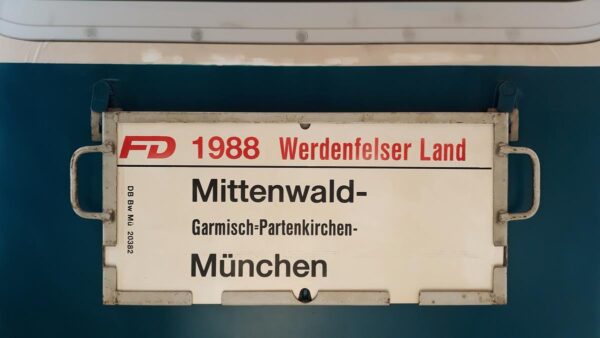 FD 1988 Werdenfelser Land
Mittenwald-
Garmisch=Partenkirchen-
München
DB Bw Mü 20382